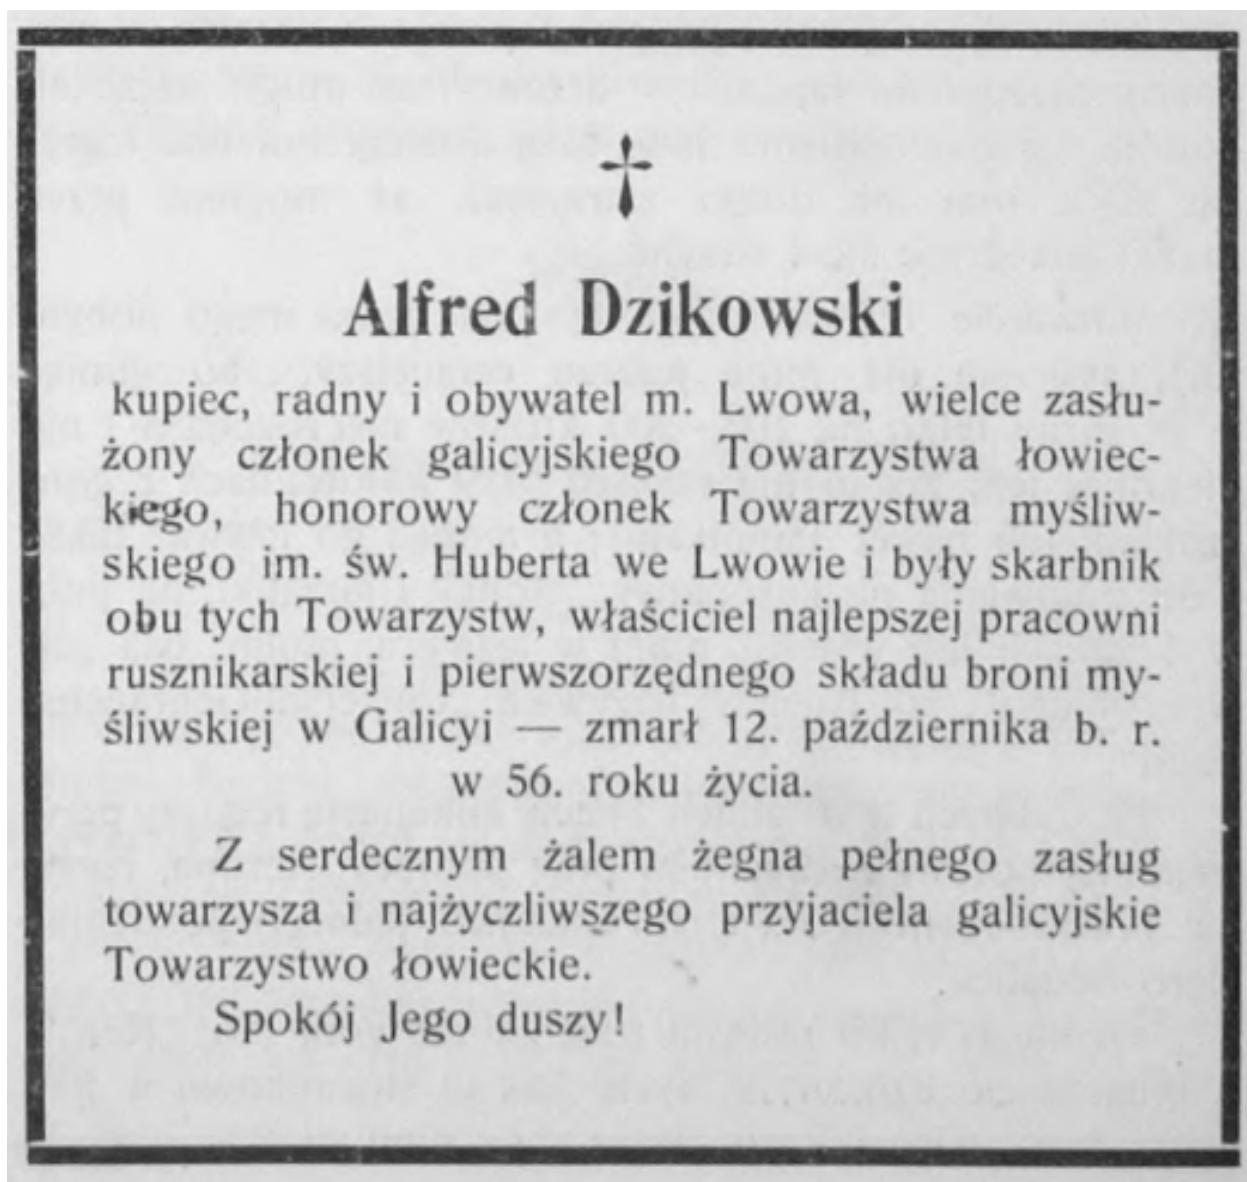 Alfred Dzikowski
kupiec, radny i obywatel m. Lwowa, wielce zasłu-
żony członek galicyjskiego Towarzystwa łowiec-
kiego, honorowy członek Towarzystwa myśliw-
skiego im. św. Huberta we Lwowie i były skarbnik
obu tych Towarzystw, właściciel najlepszej pracowni
rusznikarskiej i pierwszorzędnego składu broni my-
śliwskiej w Galicyi — zmarł 12. października b. r.
w 56. roku życia.
Z serdecznym żalem żegna pełnego zasług
towarzysza i najżyczliwszego przyjaciela galicyjskie
Towarzystwo łowieckie.
Spokój Jego duszy!